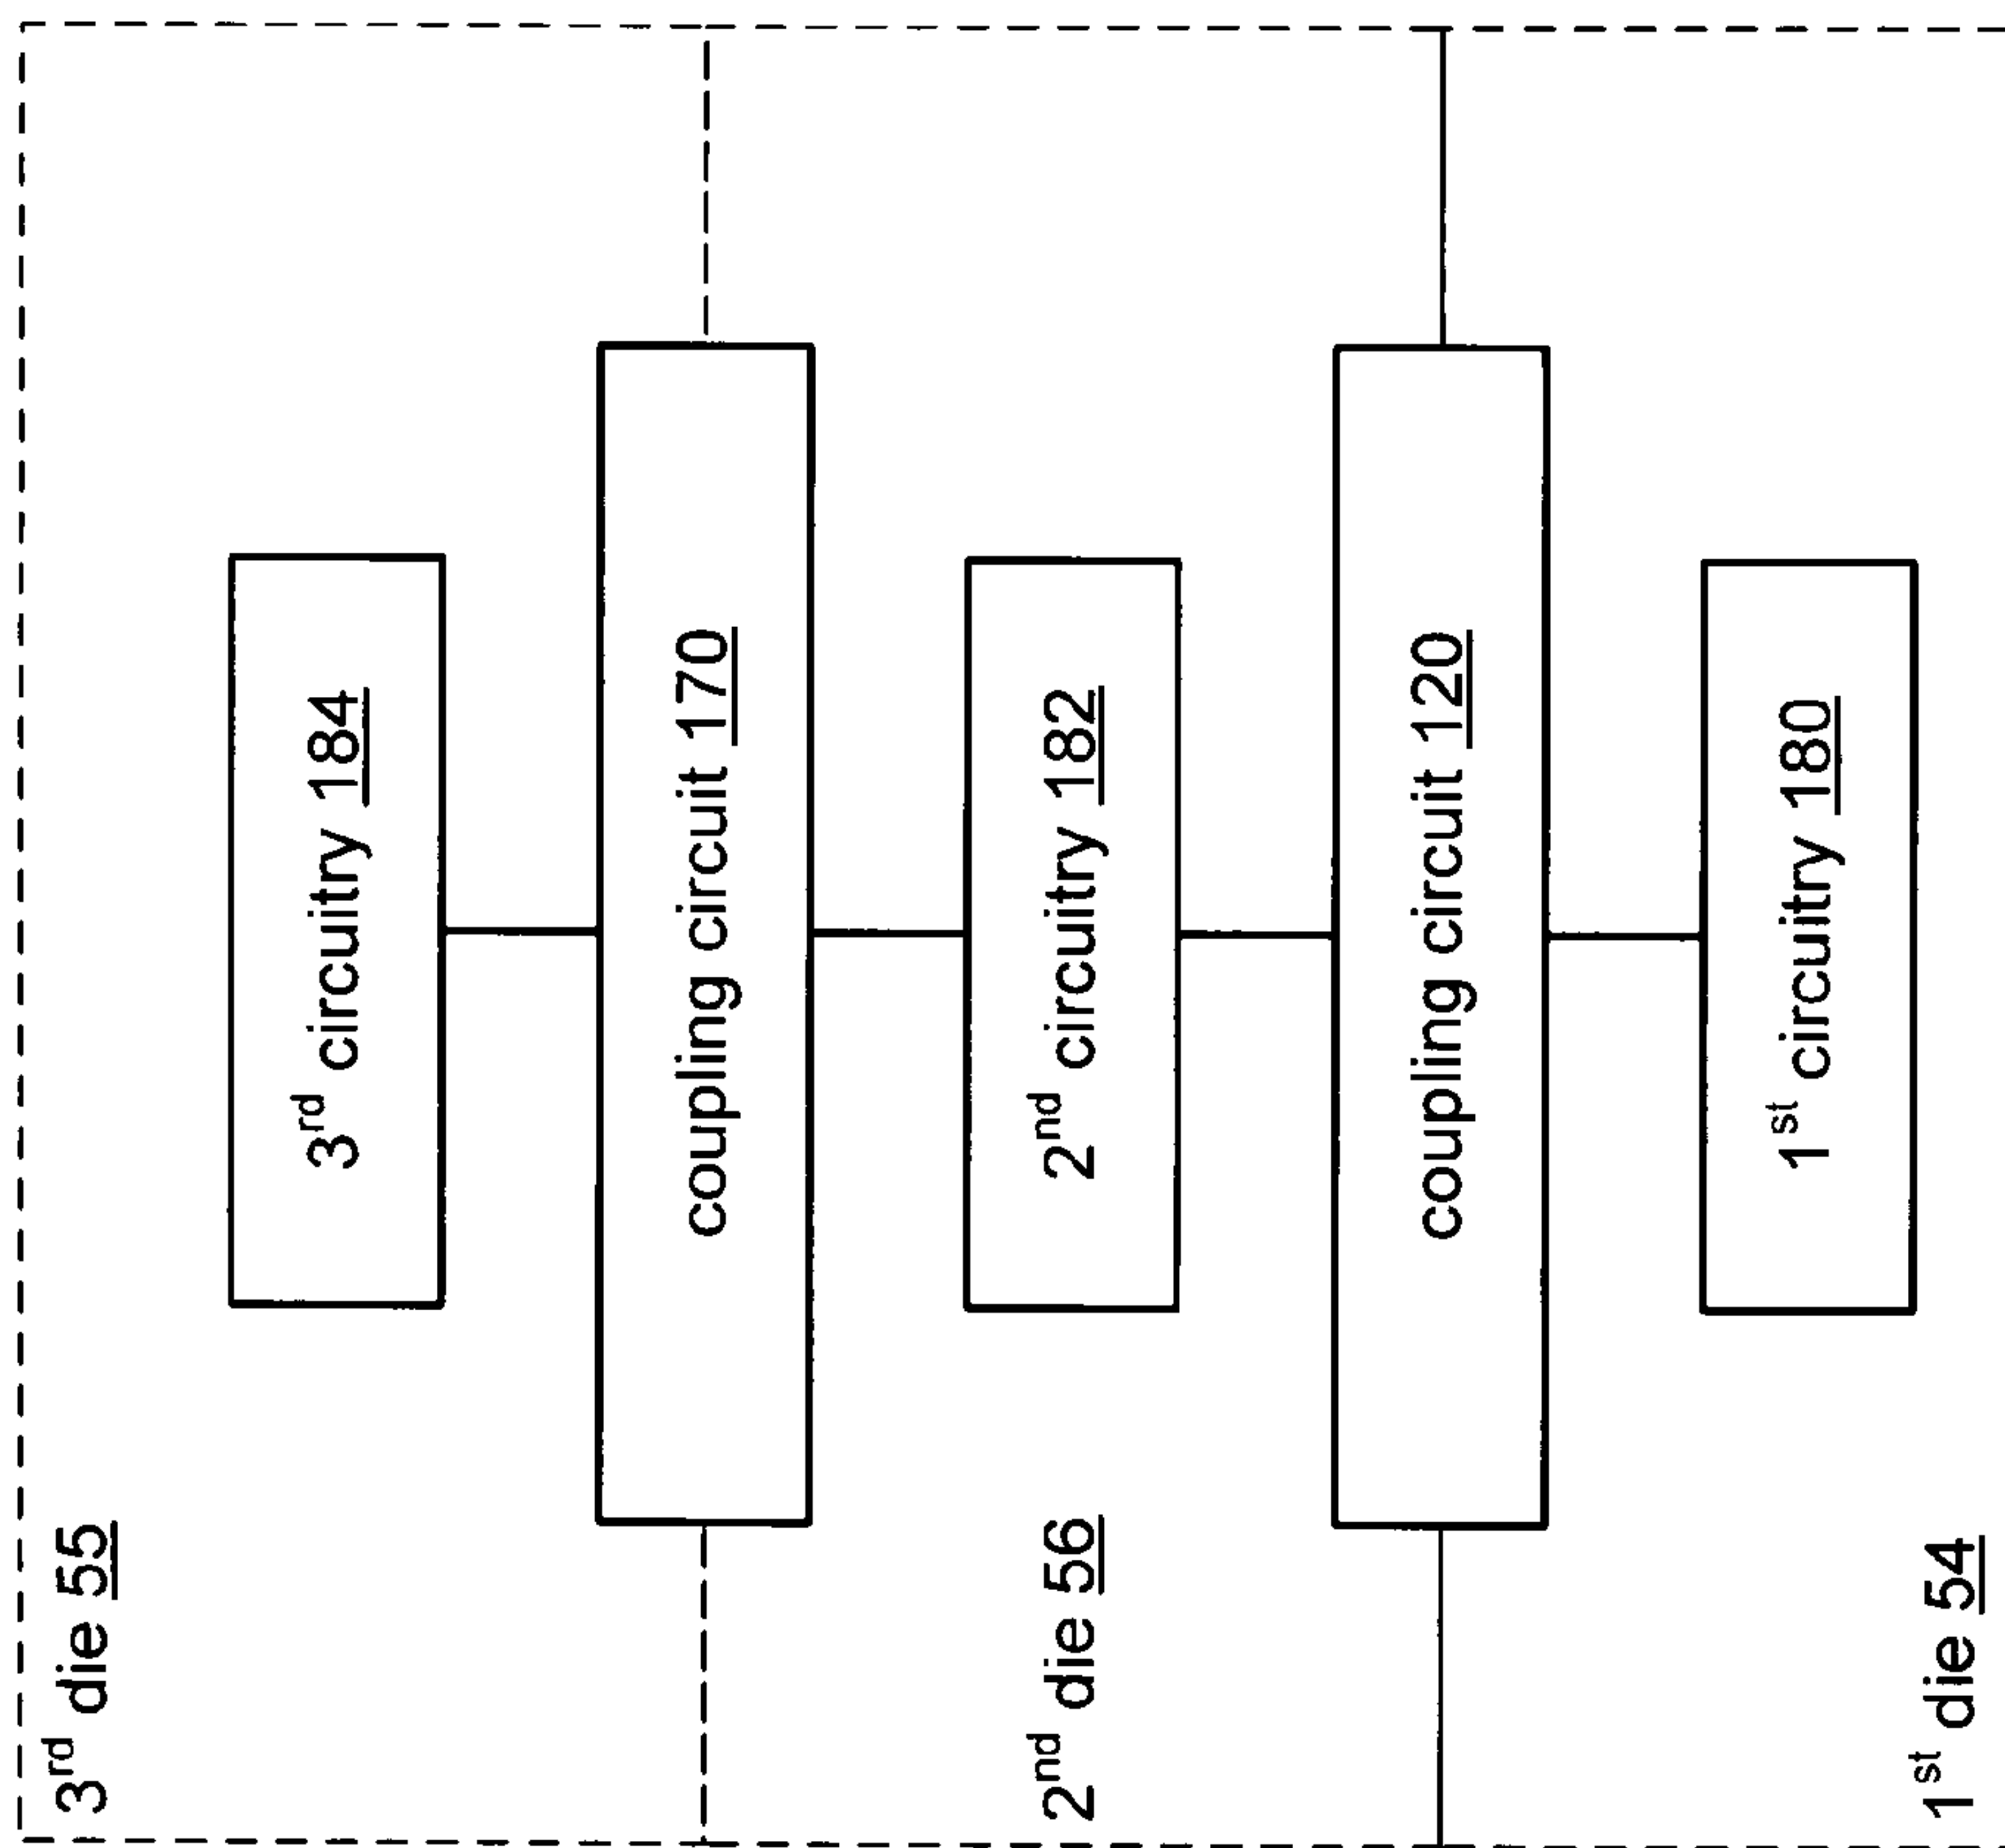 3rd die 55
3rd circuitry 184
coupling circuit 170
2nd die 56
2nd circuitry 182
coupling circuit 120
1st circuitry 180
1st die 54